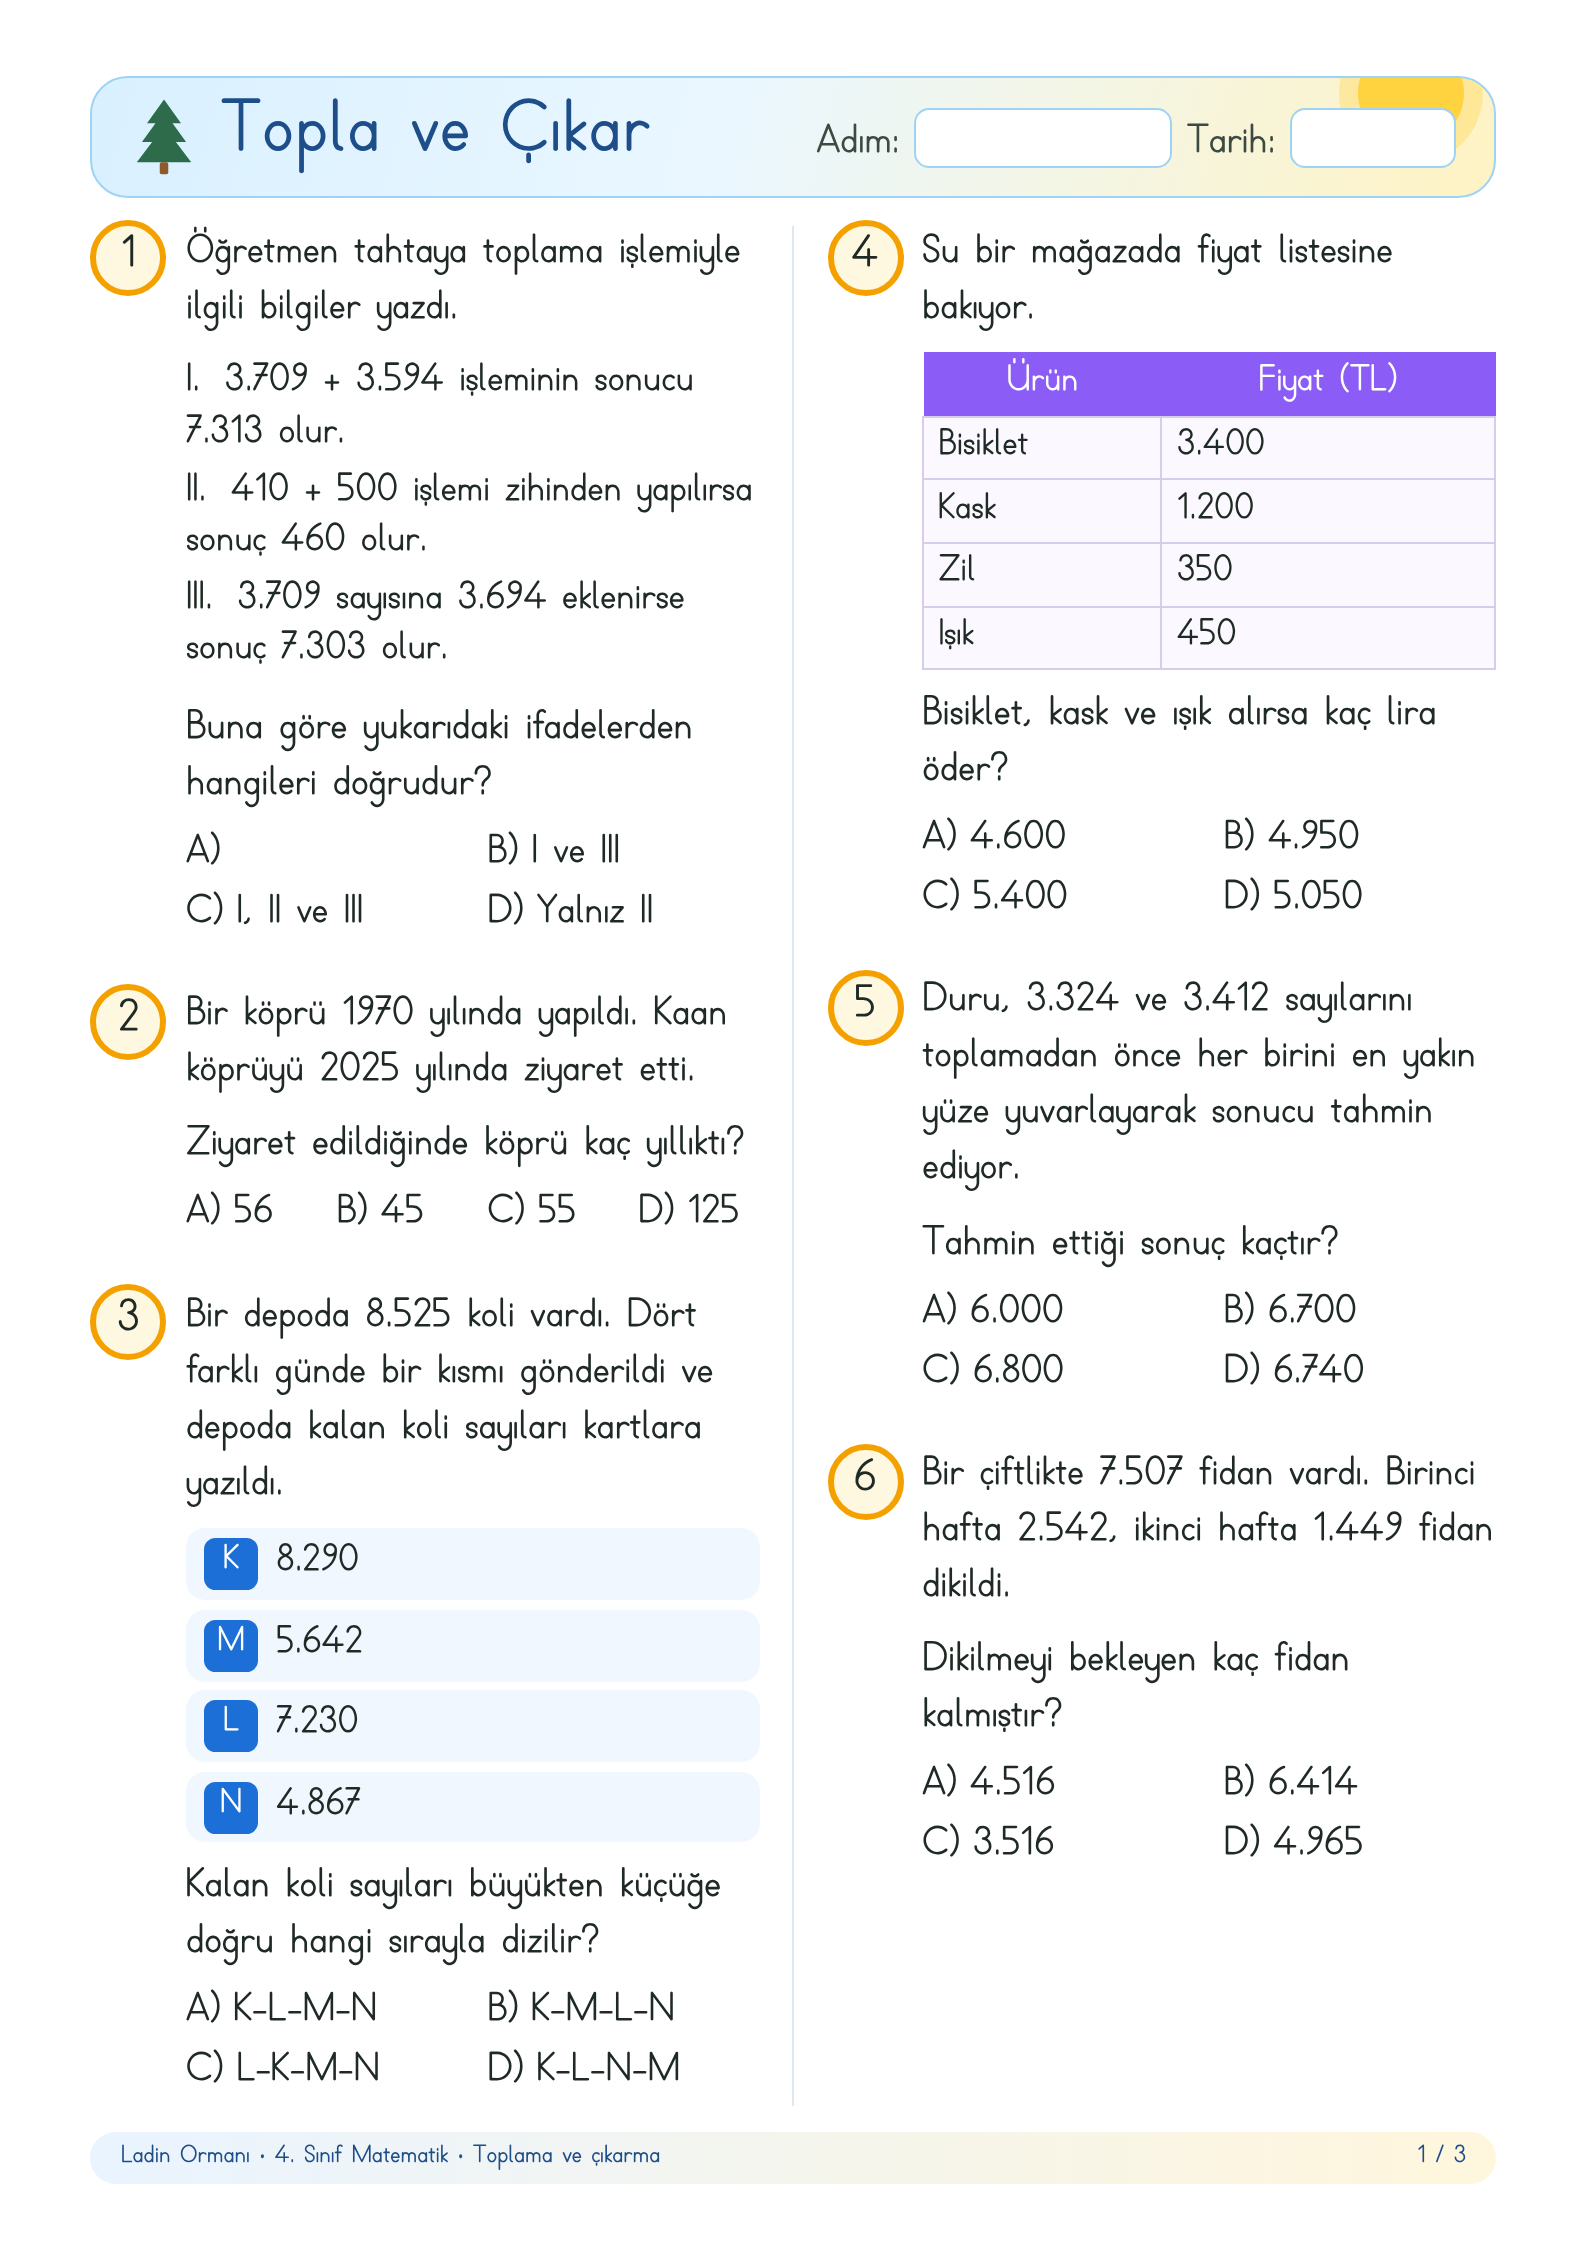 Topla ve Çıkar
Adım:
Tarih:
1
Öğretmen tahtaya toplama işlemiyle
ilgili bilgiler yazdı.
I. 3.709 + 3.594 işleminin sonucu
7.313 olur.
II. 410 + 500 işlemi zihinden yapılırsa
sonuç 460 olur.
III. 3.709 sayısına 3.694 eklenirse
sonuç 7.303 olur.
Buna göre yukarıdaki ifadelerden
hangileri doğrudur?
A)
B) I ve III
C) I, II ve III
D) Yalnız II
2
Bir köprü 1970 yılında yapıldı. Kaan
köprüyü 2025 yılında ziyaret etti.
Ziyaret edildiğinde köprü kaç yıllıktı?
A) 56 B) 45 C) 55 D) 125
3
Bir depoda 8.525 koli vardı. Dört
farklı günde bir kısmı gönderildi ve
depoda kalan koli sayıları kartlara
yazıldı.
K 8.290
M 5.642
L 7.230
N 4.867
Kalan koli sayıları büyükten küçüğe
doğru hangi sırayla dizilir?
A) K-L-M-N
B) K-M-L-N
C) L-K-M-N
D) K-L-N-M
4
Su bir mağazada fiyat listesine
bakıyor.
Ürün Fiyat (TL)
Bisiklet 3.400
Kask 1.200
Zil 350
Işık 450
Bisiklet, kask ve ışık alırsa kaç lira
öder?
A) 4.600
B) 4.950
C) 5.400
D) 5.050
5
Duru, 3.324 ve 3.412 sayılarını
toplamadan önce her birini en yakın
yüze yuvarlayarak sonucu tahmin
ediyor.
Tahmin ettiği sonuç kaçtır?
A) 6.000
B) 6.700
C) 6.800
D) 6.740
6
Bir çiftlikte 7.507 fidan vardı. Birinci
hafta 2.542, ikinci hafta 1.449 fidan
dikildi.
Dikilmeyi bekleyen kaç fidan
kalmıştır?
A) 4.516
B) 6.414
C) 3.516
D) 4.965
Ladin Ormanı • 4. Sınıf Matematik • Toplama ve çıkarma
1 / 3